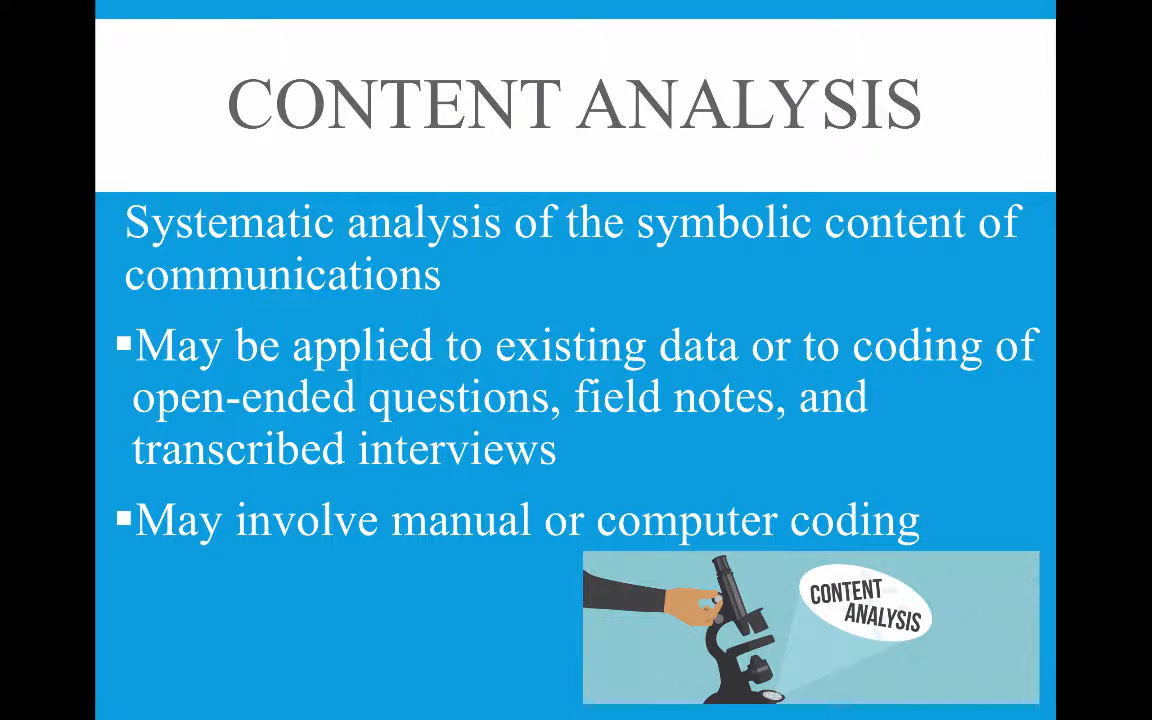 CONTENT ANALYSIS
Systematic analysis of the symbolic content of
communications
▪May be applied to existing data or to coding of
open-ended questions, field notes, and
transcribed interviews
▪May involve manual or computer coding
CONTENT
ANALYSIS